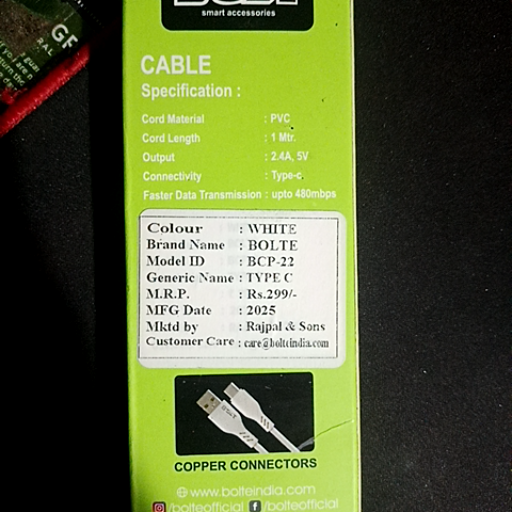 BOLT
smart accessories
CABLE
Specification :
Cord Material : PVC
Cord Length : 1 Mtr.
Output : 2.4A, 5V
Connectivity : Type-c
Faster Data Transmission : upto 480mbps
Colour : WHITE
Brand Name : BOLTE
Model ID : BCP-22
Generic Name : TYPE C
M.R.P. : Rs.299/-
MFG Date : 2025
Mktd by : Rajpal & Sons
Customer Care : care@bolteindia.com
COPPER CONNECTORS
www.bolteindia.com
/bolteofficial f /bolteofficial